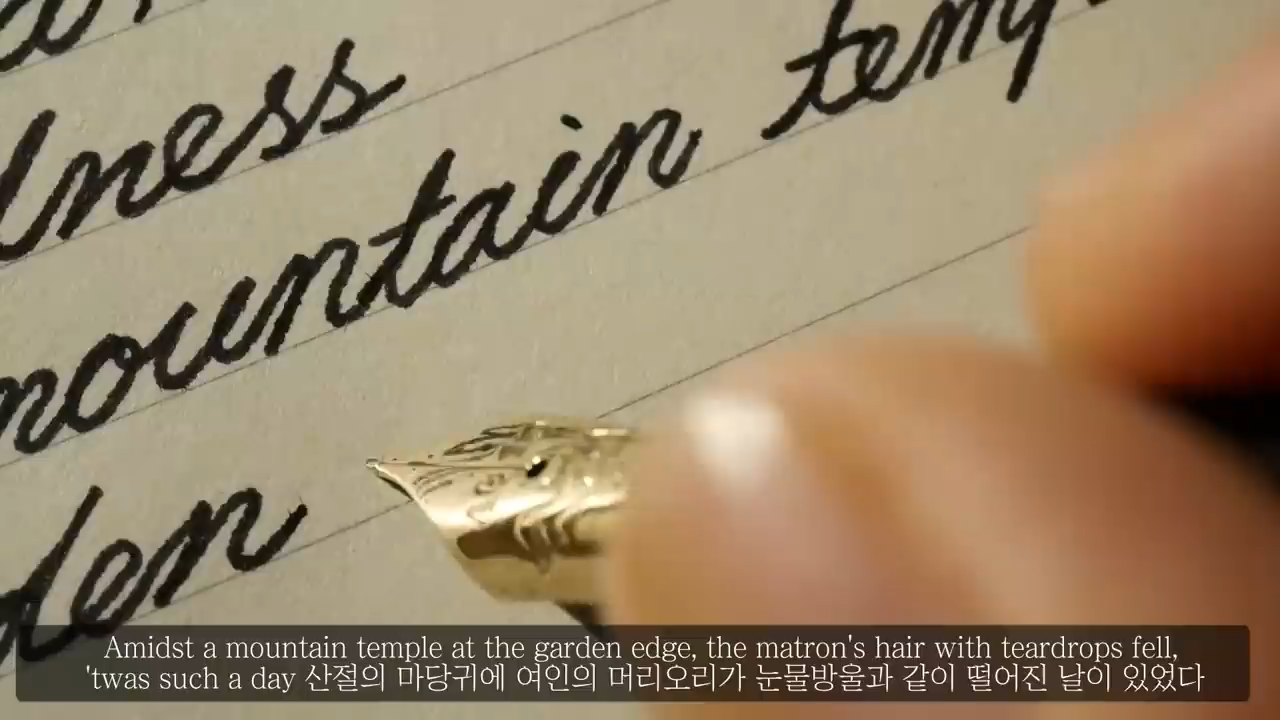 ness
mountain
Amidst a mountain temple at the garden edge, the matron's hair with teardrops fell,
'twas such a day 산절의 마당귀에 여인의 머리오리가 눈물방울과 같이 떨어진 날이 있었다